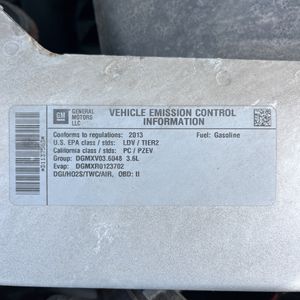 GM
GENERAL
MOTORS
LLC
VEHICLE EMISSION CONTROL
INFORMATION
Conforms to regulations: 2013 Fuel: Gasoline
U.S. EPA class / stds: LDV / TIER2
California class / stds: PC / PZEV
Group: DGMXV03.6048 3.6L
Evap: DGMXR0123702
DGI/HO2S/TWC/AIR, OBD: II